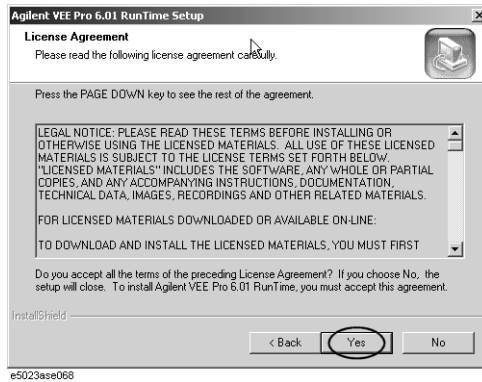 Agilent VEE Pro 6.01 RunTime Setup
License Agreement
Please read the following license agreement carefully.
Press the PAGE DOWN key to see the rest of the agreement.
LEGAL NOTICE: PLEASE READ THESE TERMS BEFORE INSTALLING OR
OTHERWISE USING THE LICENSED MATERIALS.  ALL USE OF THESE LICENSED
MATERIALS IS SUBJECT TO THE LICENSE TERMS SET FORTH BELOW.
"LICENSED MATERIALS" INCLUDES THE SOFTWARE, ANY WHOLE OR PARTIAL
COPIES, AND ANY ACCOMPANYING INSTRUCTIONS, DOCUMENTATION,
TECHNICAL DATA, IMAGES, RECORDINGS AND OTHER RELATED MATERIALS.
FOR LICENSED MATERIALS DOWNLOADED OR AVAILABLE ON-LINE:
TO DOWNLOAD AND INSTALL THE LICENSED MATERIALS, YOU MUST FIRST
Do you accept all the terms of the preceding License Agreement?  If you choose No,  the
setup will close.  To install Agilent VEE Pro 6.01 RunTime, you must accept this agreement.
InstallShield
< Back
Yes
No
e5023ase068